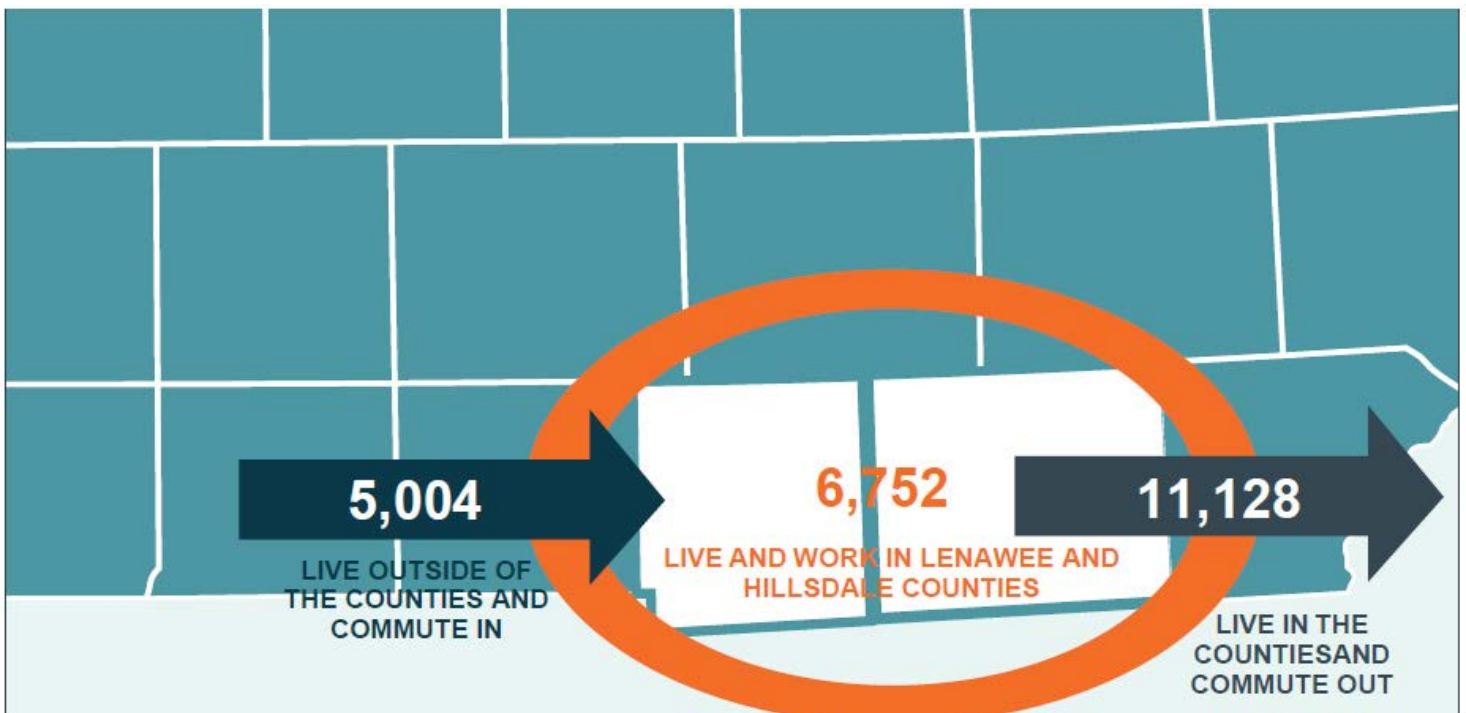 5,004
LIVE OUTSIDE OF
THE COUNTIES AND
COMMUTE IN
6,752
LIVE AND WORK IN LENAWEE AND
HILLSDALE COUNTIES
11,128
LIVE IN THE
COUNTIESAND
COMMUTE OUT